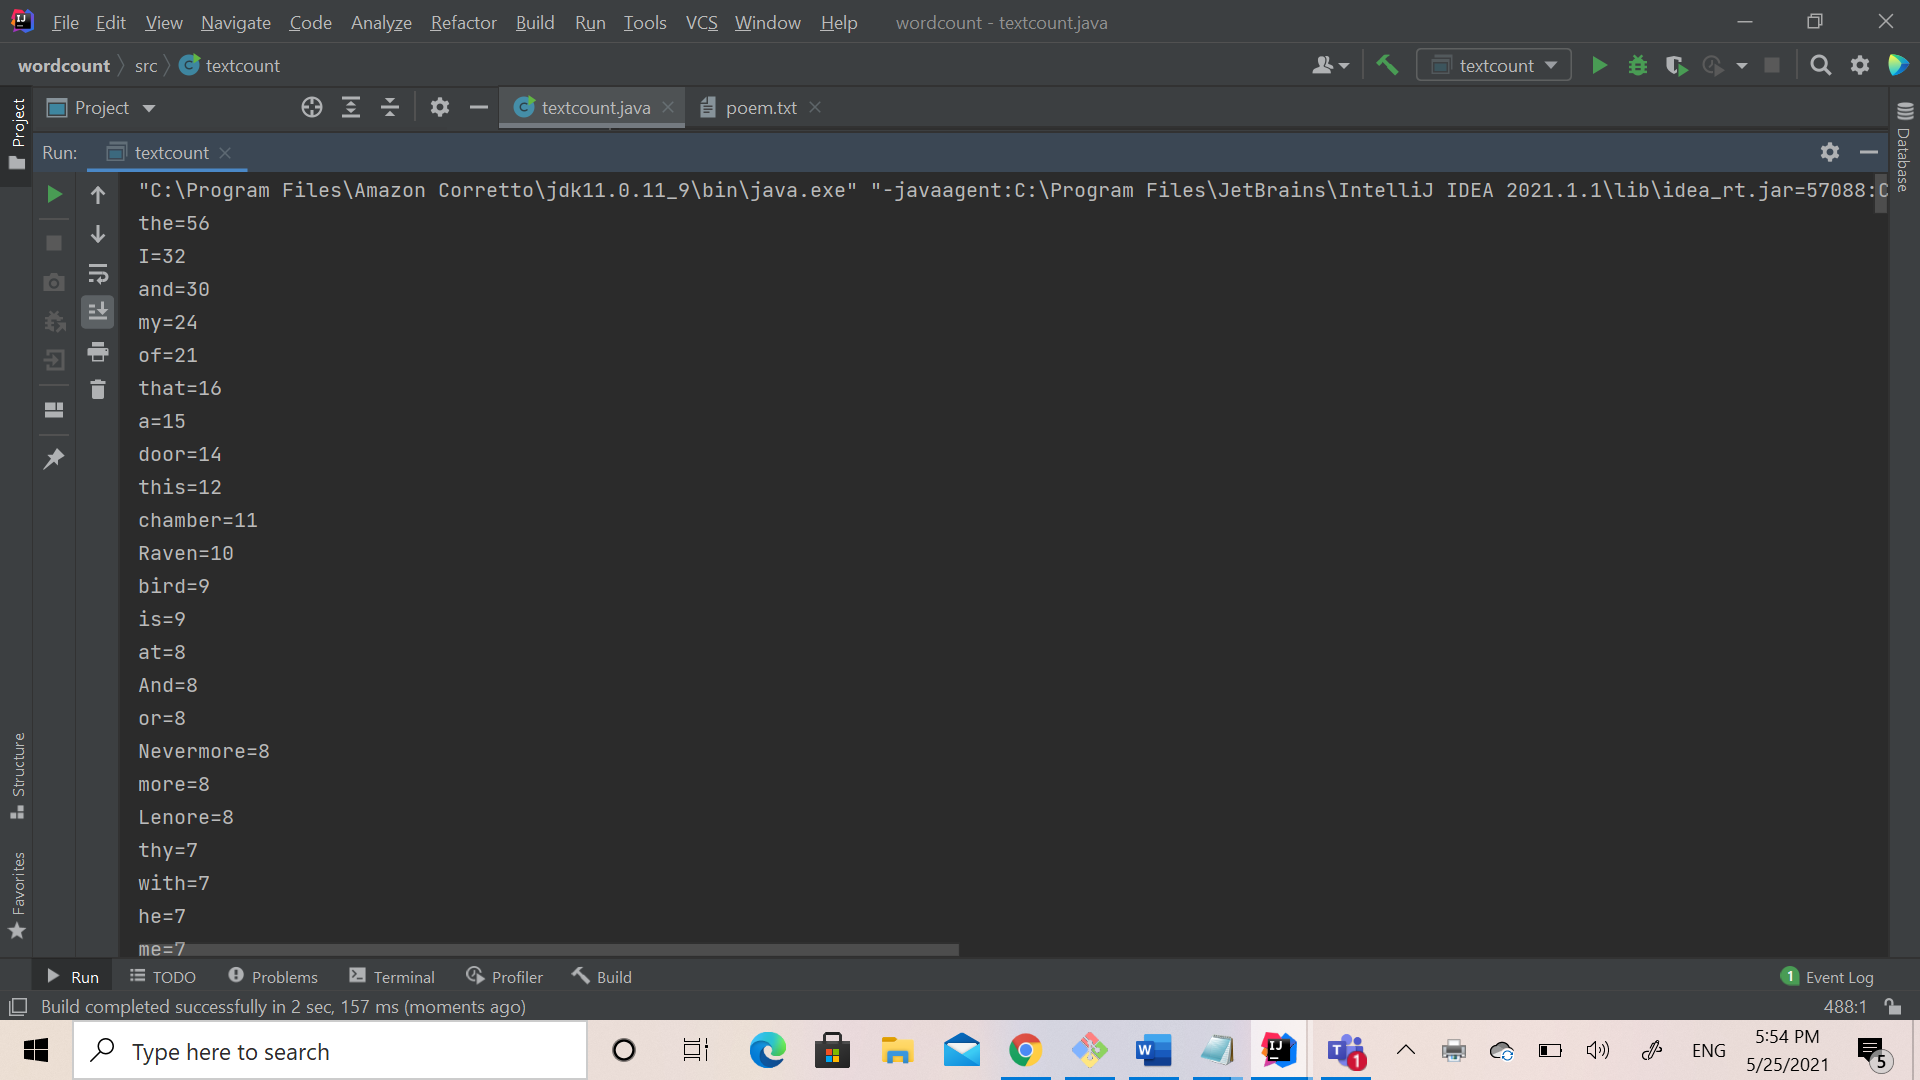 File Edit View Navigate Code Analyze Refactor Build Run Tools VCS Window Help wordcount - textcount.java
wordcount src textcount textcount
Project textcount.java poem.txt
Project
Database
Run: textcount
"C:\Program Files\Amazon Corretto\jdk11.0.11_9\bin\java.exe" "-javaagent:C:\Program Files\JetBrains\IntelliJ IDEA 2021.1.1\lib\idea_rt.jar=57088:C
the=56
I=32
and=30
my=24
of=21
that=16
a=15
door=14
this=12
chamber=11
Raven=10
bird=9
is=9
at=8
And=8
or=8
Nevermore=8
more=8
Lenore=8
thy=7
with=7
he=7
me=7
Structure
Favorites
Run TODO Problems Terminal Profiler Build 1 Event Log
Build completed successfully in 2 sec, 157 ms (moments ago) 488:1
Type here to search
1
ENG
5:54 PM
5/25/2021
5